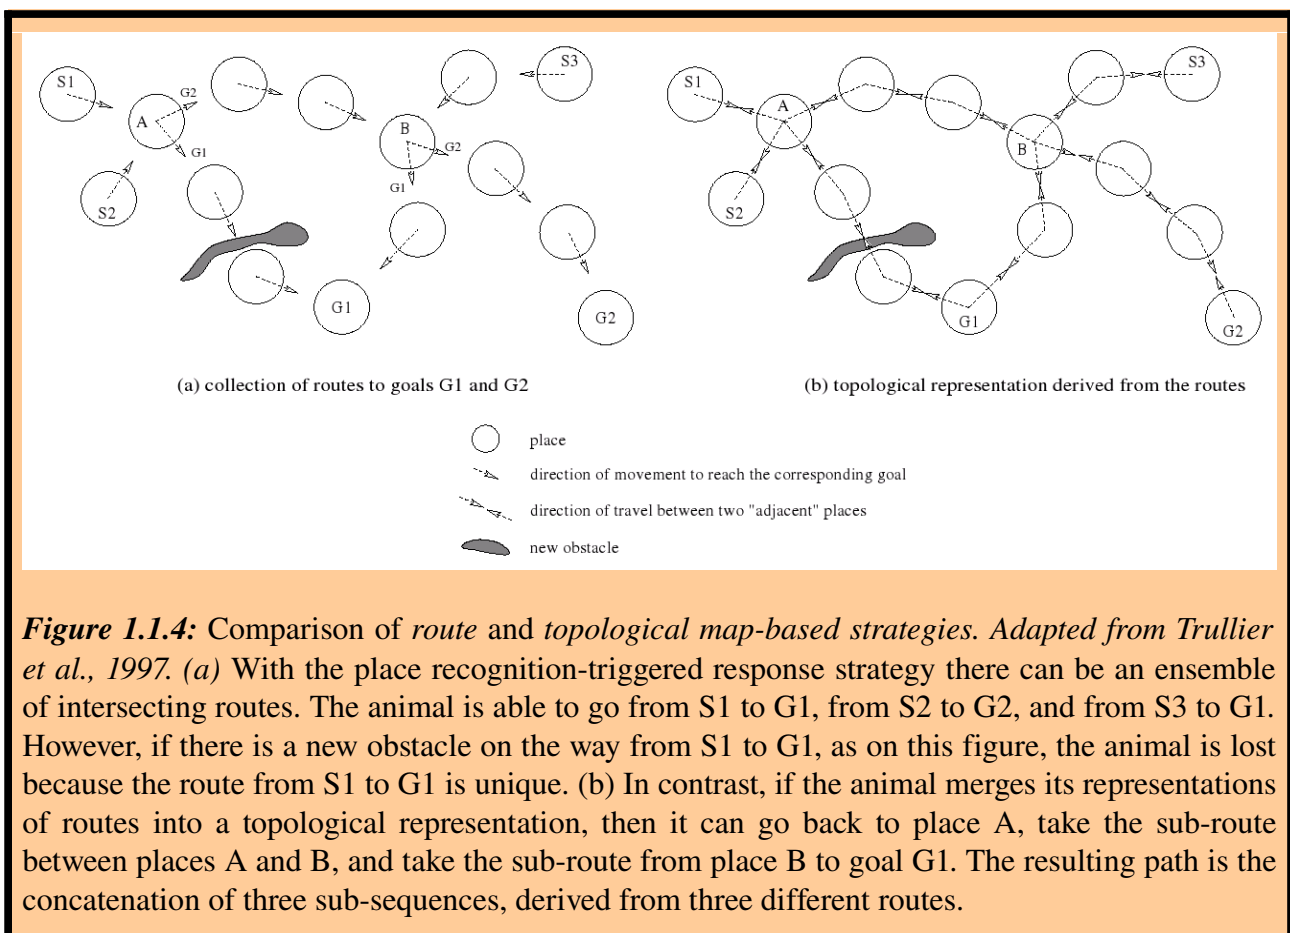 S1
G2
S3
A
B
G2
G1
G1
S2
G1
G2
S1
A
S3
B
S2
G1
G2
(a) collection of routes to goals G1 and G2
(b) topological representation derived from the routes
place
direction of movement to reach the corresponding goal
direction of travel between two "adjacent" places
new obstacle
Figure 1.1.4: Comparison of route and topological map-based strategies. Adapted from Trullier
et al., 1997. (a) With the place recognition-triggered response strategy there can be an ensemble
of intersecting routes. The animal is able to go from S1 to G1, from S2 to G2, and from S3 to G1.
However, if there is a new obstacle on the way from S1 to G1, as on this figure, the animal is lost
because the route from S1 to G1 is unique. (b) In contrast, if the animal merges its representations
of routes into a topological representation, then it can go back to place A, take the sub-route
between places A and B, and take the sub-route from place B to goal G1. The resulting path is the
concatenation of three sub-sequences, derived from three different routes.